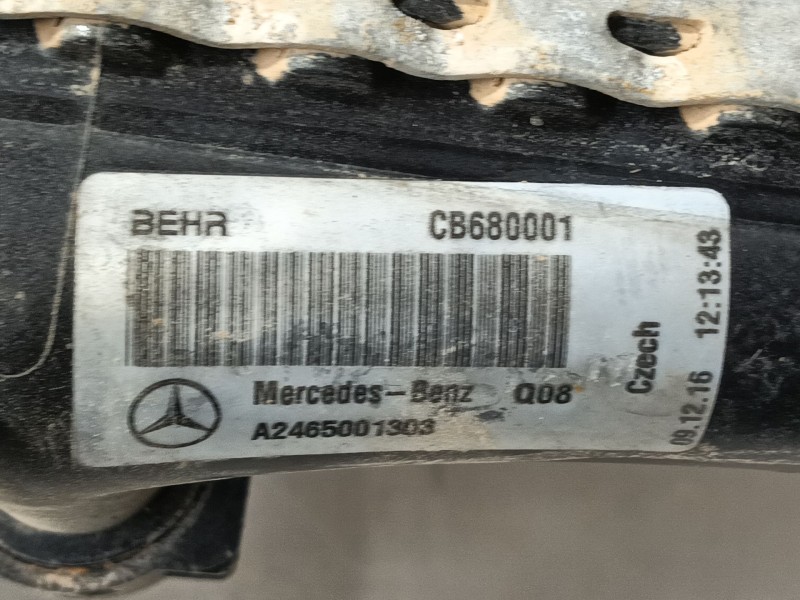 BEHR CB680001
Mercedes-Benz Q08
A2465001303
Czech
09.12.16 12:13:43